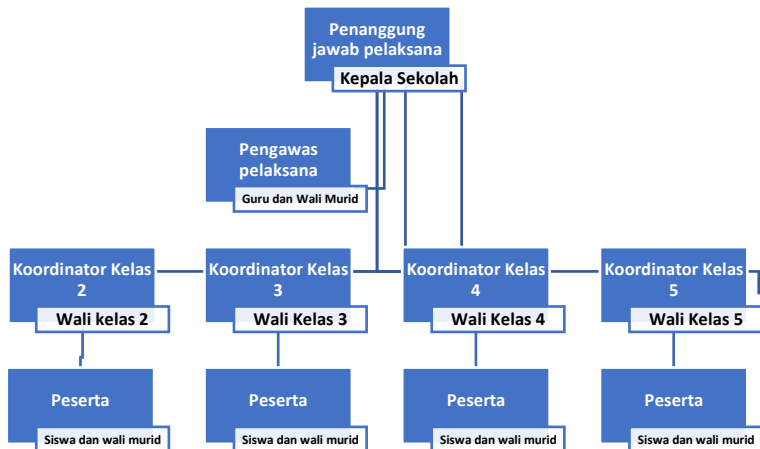 Penanggung
jawab pelaksana
Kepala Sekolah
Pengawas
pelaksana
Guru dan Wali Murid
Koordinator Kelas
2
Wali kelas 2
Koordinator Kelas
3
Wali Kelas 3
Koordinator Kelas
4
Wali Kelas 4
Koordinator Kelas
5
Wali Kelas 5
Peserta
Siswa dan wali murid
Peserta
Siswa dan wali murid
Peserta
Siswa dan wali murid
Peserta
Siswa dan wali murid